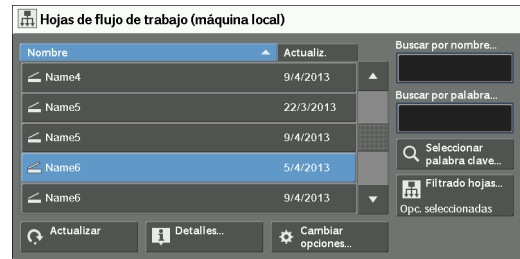 Hojas de flujo de trabajo (máquina local)
Nombre Actualiz.
Name4 9/4/2013
Name5 22/3/2013
Name5 9/4/2013
Name6 5/4/2013
Name6 9/4/2013
Actualizar
Detalles...
Cambiar
opciones...
Buscar por nombre...
Buscar por palabra...
Seleccionar
palabra clave...
Filtrado hojas...
Opc. seleccionadas